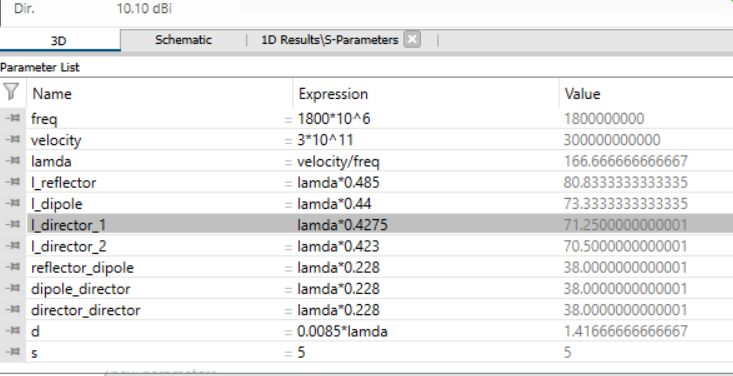 Dir. 10.10 dBi
3D Schematic 1D Results\S-Parameters
Parameter List
Name Expression Value
freq = 1800*10^6 1800000000
velocity = 3*10^11 300000000000
lamda = velocity/freq 166.666666666667
l_reflector = lamda*0.485 80.8333333333335
l_dipole = lamda*0.44 73.3333333333335
l_director_1 lamda*0.4275 71.2500000000001
l_director_2 = lamda*0.423 70.5000000000001
reflector_dipole = lamda*0.228 38.0000000000001
dipole_director = lamda*0.228 38.0000000000001
director_director = lamda*0.228 38.0000000000001
d = 0.0085*lamda 1.41666666666667
s = 5 5